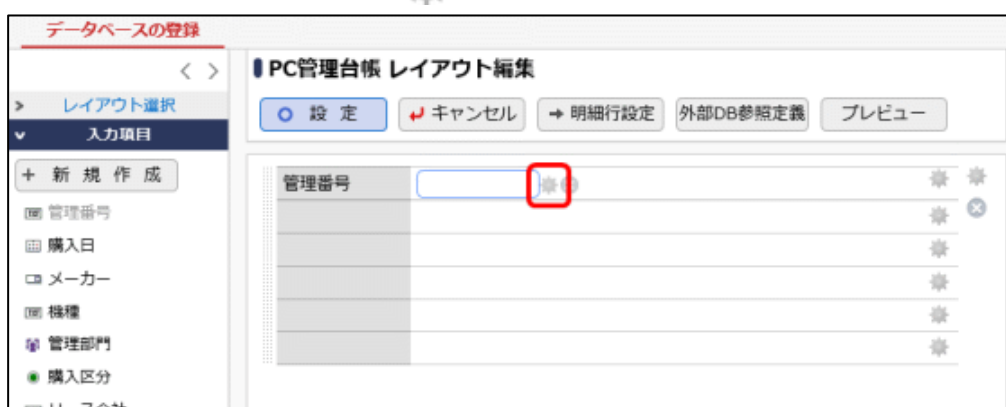 データベースの登録
< >
> レイアウト選択
v 入力項目
+ 新規作成
管理番号
購入日
メーカー
機種
管理部門
購入区分
PC管理台帳 レイアウト編集
設定
キャンセル
→ 明細行設定
外部DB参照定義
プレビュー
管理番号